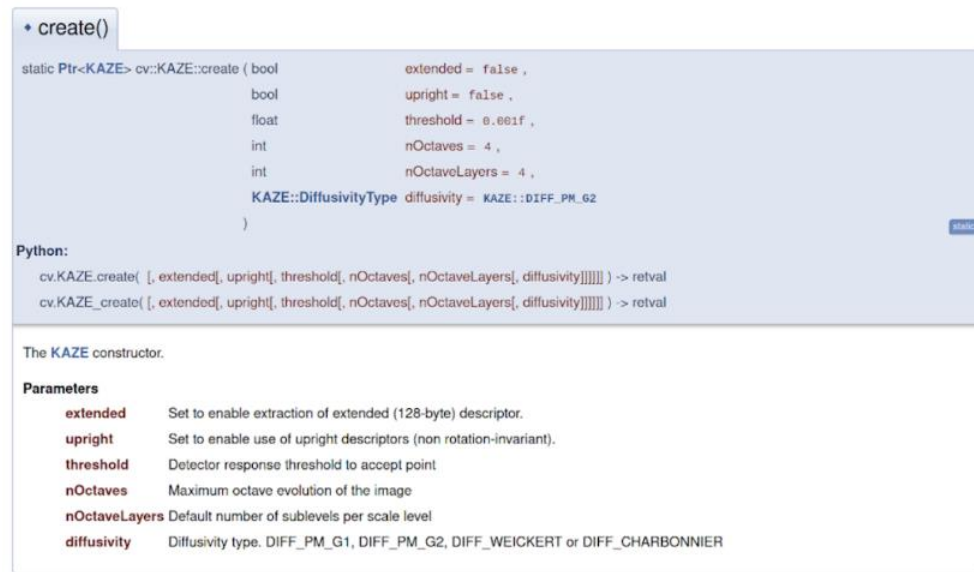 create()
static Ptr<KAZE> cv::KAZE::create ( bool extended = false ,
bool upright = false ,
float threshold = 0.001f ,
int nOctaves = 4 ,
int nOctaveLayers = 4 ,
KAZE::DiffusivityType diffusivity = KAZE::DIFF_PM_G2
)
static
Python:
cv.KAZE.create( [, extended[, upright[, threshold[, nOctaves[, nOctaveLayers[, diffusivity]]]]]] ) -> retval
cv.KAZE_create( [, extended[, upright[, threshold[, nOctaves[, nOctaveLayers[, diffusivity]]]]]] ) -> retval
The KAZE constructor.
Parameters
extended Set to enable extraction of extended (128-byte) descriptor.
upright Set to enable use of upright descriptors (non rotation-invariant).
threshold Detector response threshold to accept point
nOctaves Maximum octave evolution of the image
nOctaveLayers Default number of sublevels per scale level
diffusivity Diffusivity type. DIFF_PM_G1, DIFF_PM_G2, DIFF_WEICKERT or DIFF_CHARBONNIER